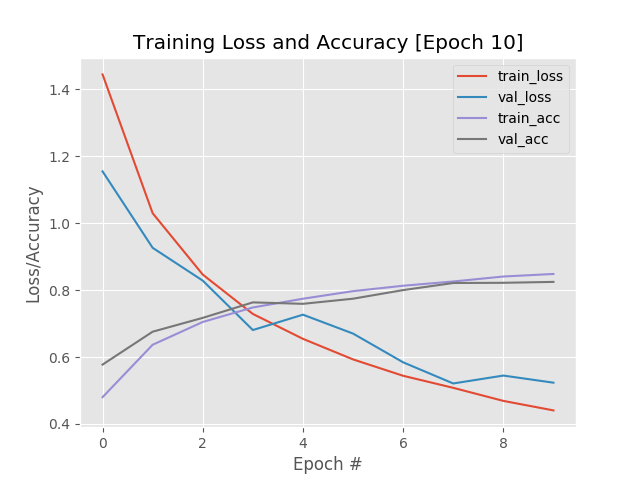 Training Loss and Accuracy [Epoch 10]
train_loss
val_loss
train_acc
val_acc
Loss/Accuracy
1.4
1.2
1.0
0.8
0.6
0.4
0 2 4 6 8
Epoch #